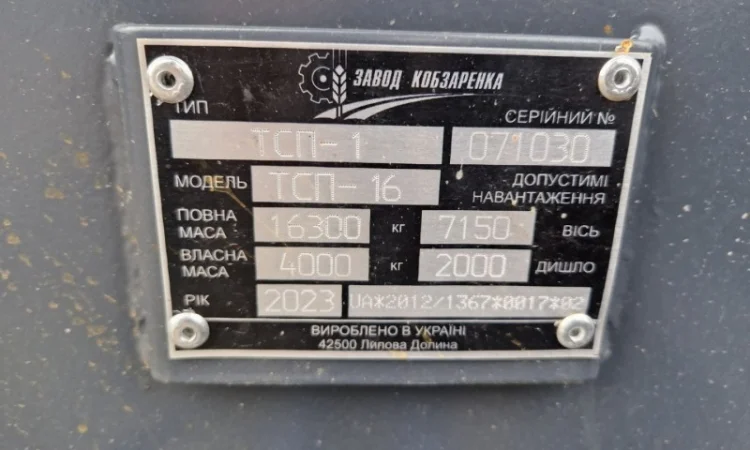 ЗАВОД КОБЗАРЕНКА
ТИП
СЕРІЙНИЙ №
ТСП-1 071030
МОДЕЛЬ ТСП-16 ДОПУСТИМІ НАВАНТАЖЕННЯ
ПОВНА МАСА 16300 кг 7150 ВІСЬ
ВЛАСНА МАСА 4000 кг 2000 ДИШЛО
РІК 2023 UA*2012/1367*0017*02
ВИРОБЛЕНО В УКРАЇНІ
42500 Липова Долина